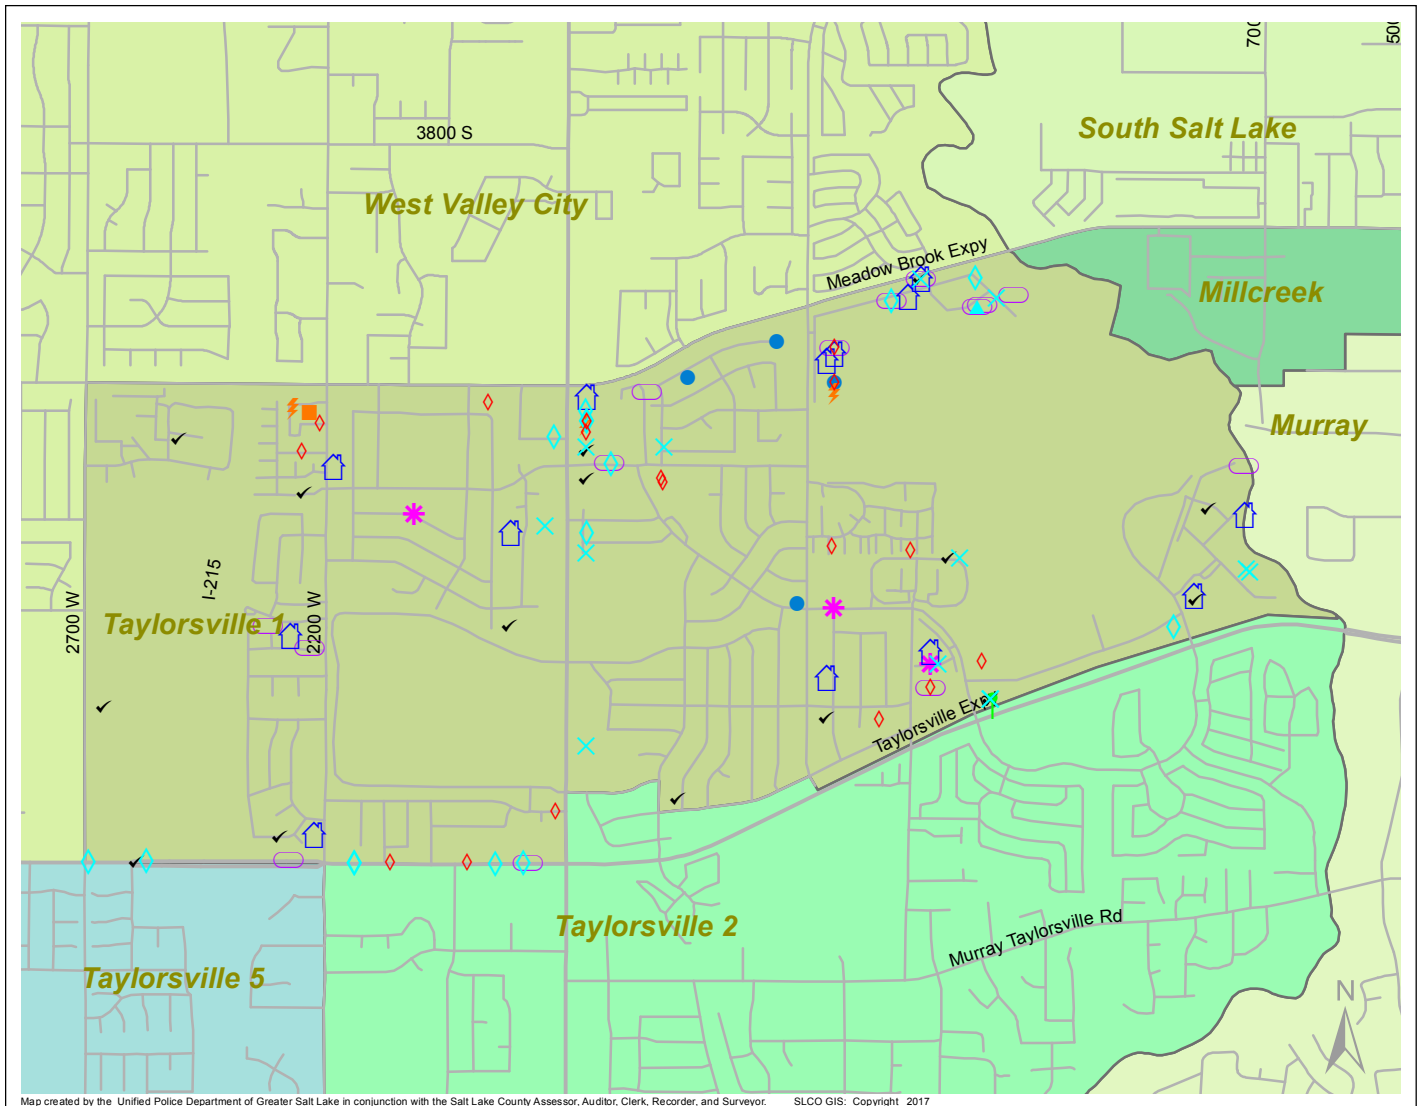 700
500
3800 S
South Salt Lake
West Valley City
Meadow Brook Expy
Millcreek
Murray
I-215
2700 W
2200 W
Taylorsville 1
Taylorsville Expy
Taylorsville 2
Murray Taylorsville Rd
Taylorsville 5
N
Map created by the Unified Police Department of Greater Salt Lake in conjunction with the Salt Lake County Assessor, Auditor, Clerk, Recorder, and Surveyor. SLCO GIS: Copyright 2017